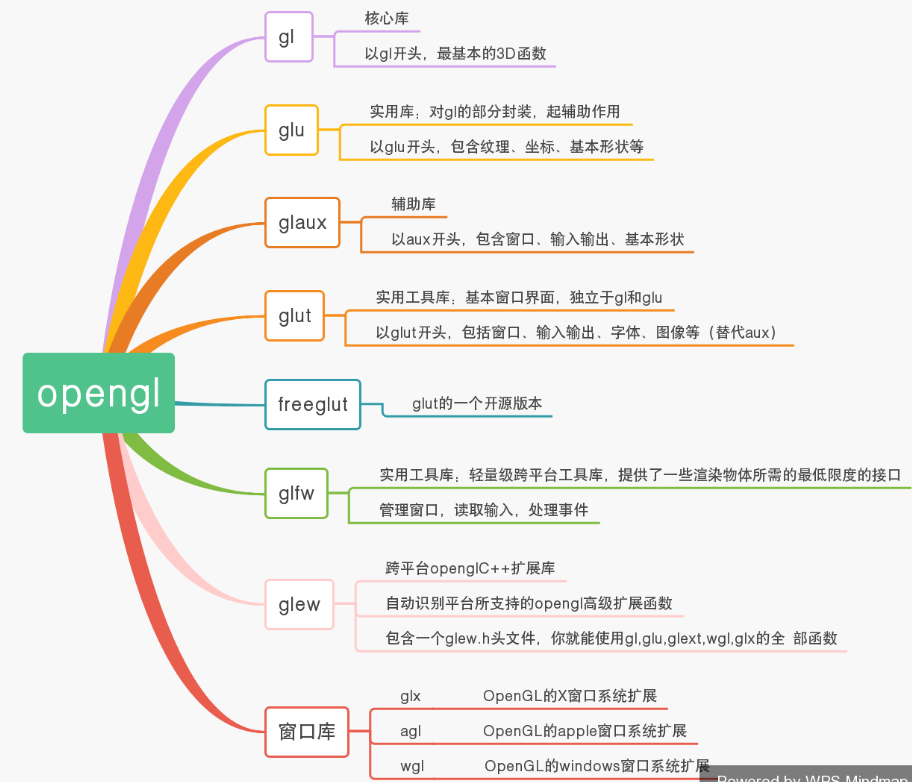 opengl
gl
核心库
以gl开头，最基本的3D函数
glu
实用库：对gl的部分封装，起辅助作用
以glu开头，包含纹理、坐标、基本形状等
glaux
辅助库
以aux开头，包含窗口、输入输出、基本形状
glut
实用工具库：基本窗口界面，独立于gl和glu
以glut开头，包括窗口、输入输出、字体、图像等（替代aux）
freeglut
glut的一个开源版本
glfw
实用工具库：轻量级跨平台工具库，提供了一些渲染物体所需的最低限度的接口
管理窗口，读取输入，处理事件
glew
跨平台openglC++扩展库
自动识别平台所支持的opengl高级扩展函数
包含一个glew.h头文件，你就能使用gl,glu,glext,wgl,glx的全 部函数
窗口库
glx OpenGL的X窗口系统扩展
agl OpenGL的apple窗口系统扩展
wgl OpenGL的windows窗口系统扩展
Powered by WPS Mindmap